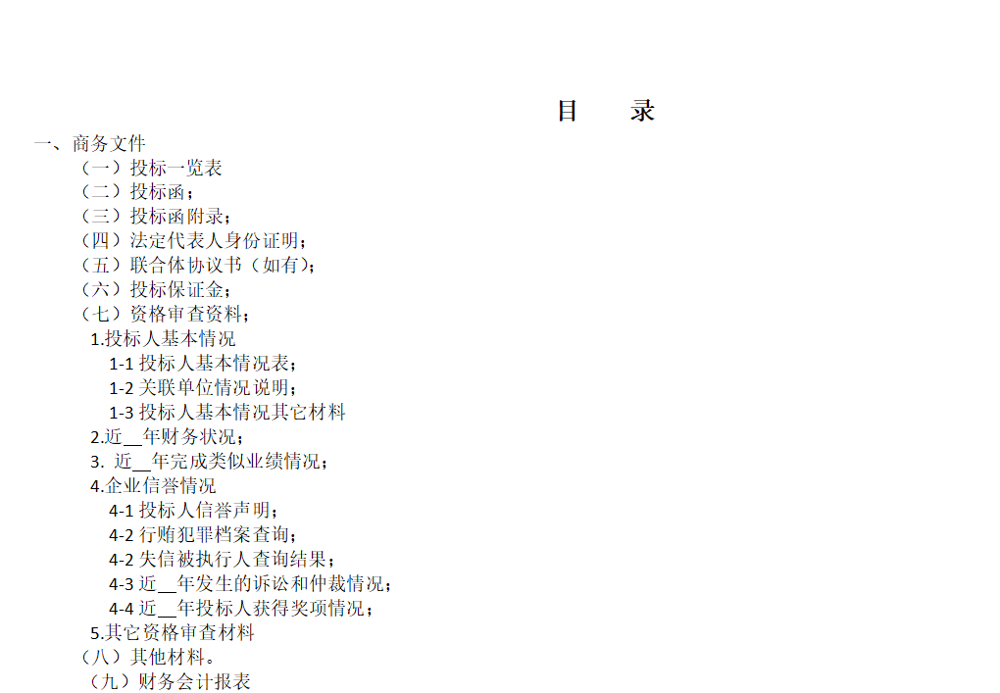 目 录
一、商务文件
（一）投标一览表
（二）投标函；
（三）投标函附录；
（四）法定代表人身份证明；
（五）联合体协议书（如有）；
（六）投标保证金；
（七）资格审查资料；
1.投标人基本情况
1-1 投标人基本情况表；
1-2 关联单位情况说明；
1-3 投标人基本情况其它材料
2.近__年财务状况；
3. 近__年完成类似业绩情况；
4.企业信誉情况
4-1 投标人信誉声明；
4-2 行贿犯罪档案查询；
4-2 失信被执行人查询结果；
4-3 近__年发生的诉讼和仲裁情况；
4-4 近__年投标人获得奖项情况；
5.其它资格审查材料
（八）其他材料。
（九）财务会计报表